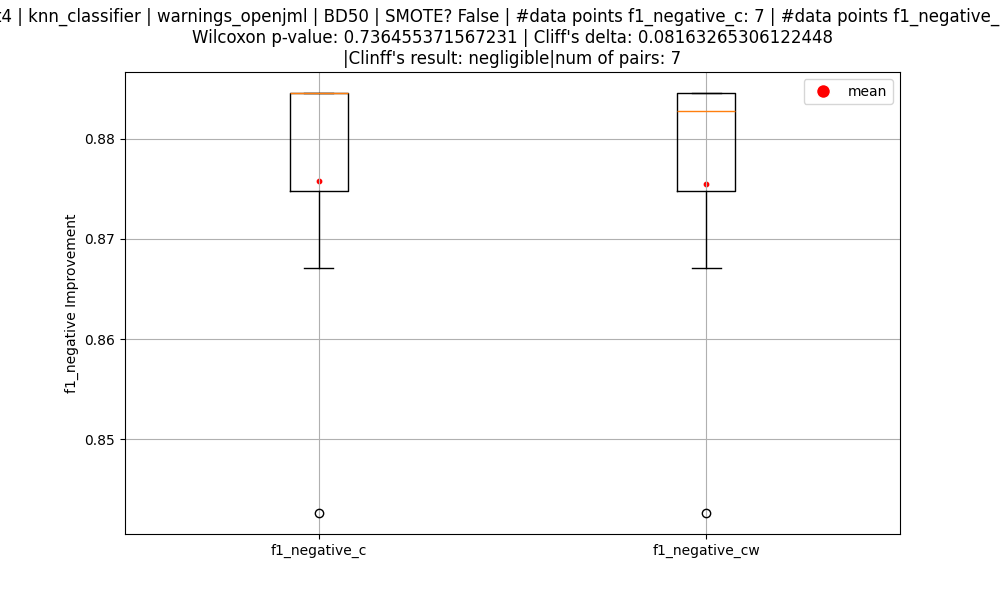 4 | knn_classifier | warnings_openjml | BD50 | SMOTE? False | #data points f1_negative_c: 7 | #data points f1_negative_
Wilcoxon p-value: 0.736455371567231 | Cliff's delta: 0.08163265306122448
|Clinff's result: negligible|num of pairs: 7
mean
0.88
0.87
0.86
0.85
f1_negative Improvement
f1_negative_c
f1_negative_cw